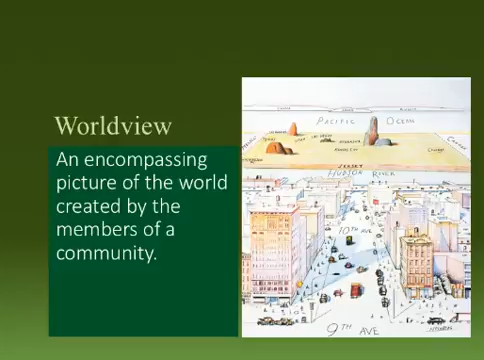 Worldview
An encompassing
picture of the world
created by the
members of a
community.
PACIFIC OCEAN
JERSEY
HUDSON RIVER
10TH AVE
9TH AVE